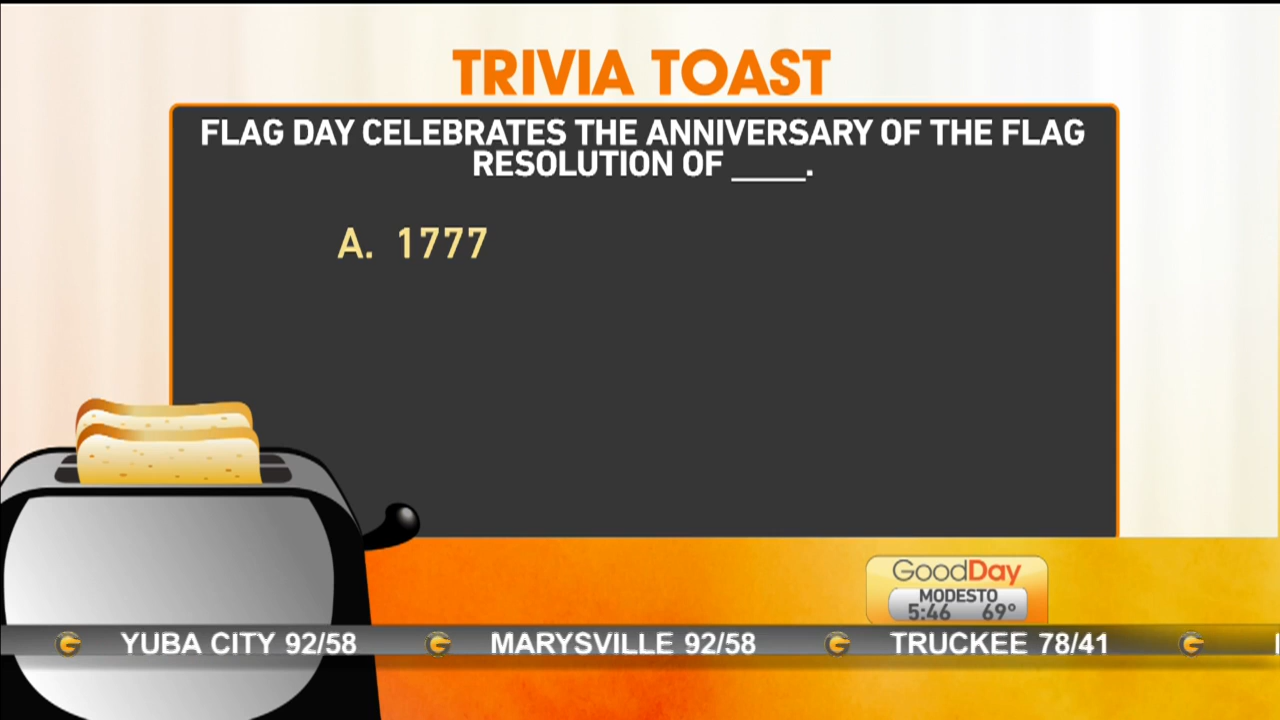 TRIVIA TOAST
FLAG DAY CELEBRATES THE ANNIVERSARY OF THE FLAG
RESOLUTION OF _____.
A. 1777
GoodDay
MODESTO
5:46 69°
YUBA CITY 92/58 MARYSVILLE 92/58 TRUCKEE 78/41